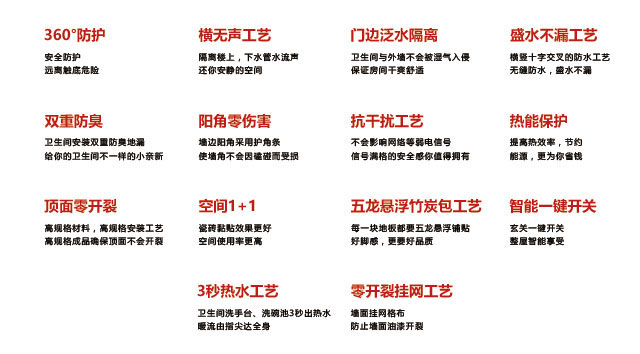 360°防护
安全防护
远离触底危险
横无声工艺
隔离楼上，下水管水流声
还你安静的空间
门边泛水隔离
卫生间与外墙不会被湿气入侵
保证房间干爽舒适
盛水不漏工艺
横竖十字交叉的防水工艺
无缝防水，盛水不漏
双重防臭
卫生间安装双重防臭地漏
给你的卫生间不一样的小亲新
阳角零伤害
墙边阳角采用护角条
使墙角不会因磕碰而受损
抗干扰工艺
不会影响网络等弱电信号
信号满格的安全感你值得拥有
热能保护
提高热效率，节约
能源，更为你省钱
顶面零开裂
高规格材料，高规格安装工艺
高规格成品确保顶面不会开裂
空间1+1
瓷砖黏贴效果更好
空间使用率更高
五龙悬浮竹炭包工艺
每一块地板都要五龙悬浮铺贴
好脚感，更要好品质
智能一键开关
玄关一键开关
整屋智能享受
3秒热水工艺
卫生间洗手台、洗碗池3秒出热水
暖流由指尖达全身
零开裂挂网工艺
墙面挂网格布
防止墙面油漆开裂